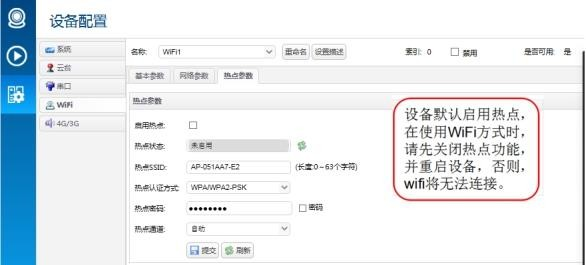 设备配置
系统
云台
串口
WiFi
4G/3G
名称: WiFi1 重命名 设置描述 索引: 0 禁用 是否可用: 是
基本参数 网络参数 热点参数
热点参数
启用热点:
热点状态: 未启用
热点SSID: AP-051AA7-E2 (长度:0~63个字符)
热点认证方式: WPA/WPA2-PSK
热点密码: ●●●●●●●● 密码
热点通道: 自动
提交 刷新
设备默认启用热点，
在使用WiFi方式时，
请先关闭热点功能，
并重启设备，否则，
wifi将无法连接。